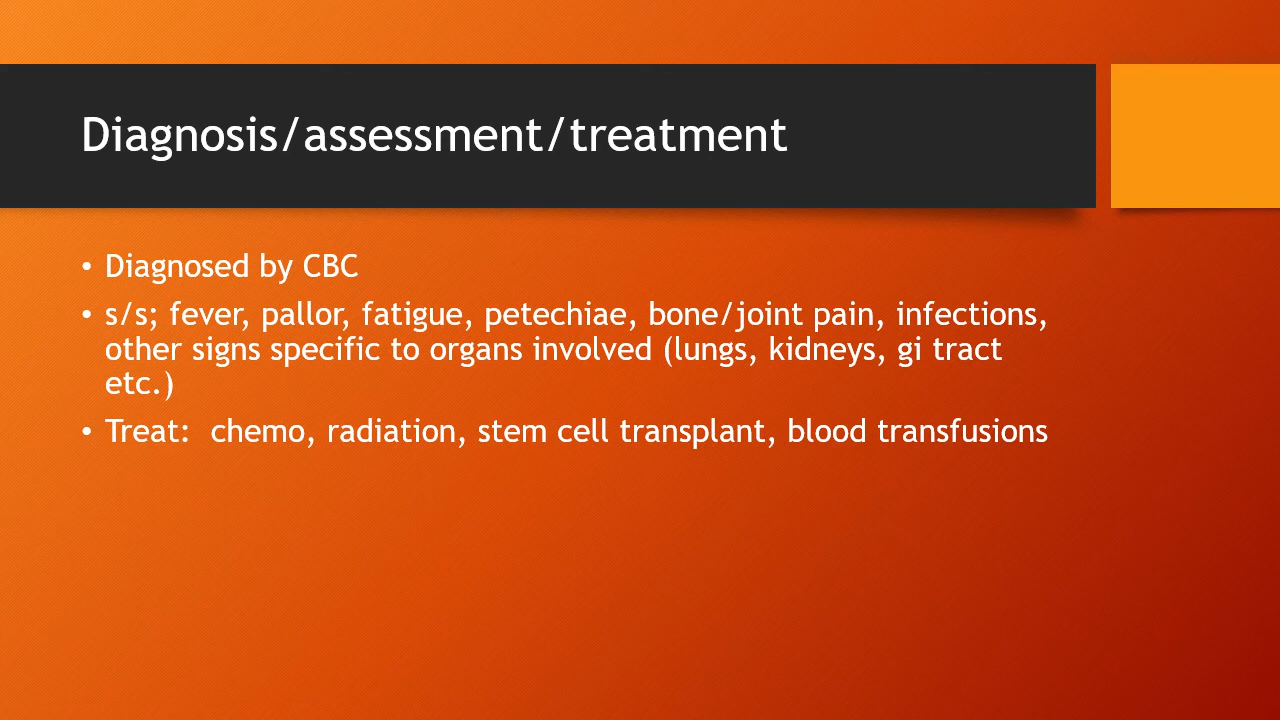 Diagnosis/assessment/treatment
• Diagnosed by CBC
• s/s; fever, pallor, fatigue, petechiae, bone/joint pain, infections,
other signs specific to organs involved (lungs, kidneys, gi tract
etc.)
• Treat:  chemo, radiation, stem cell transplant, blood transfusions